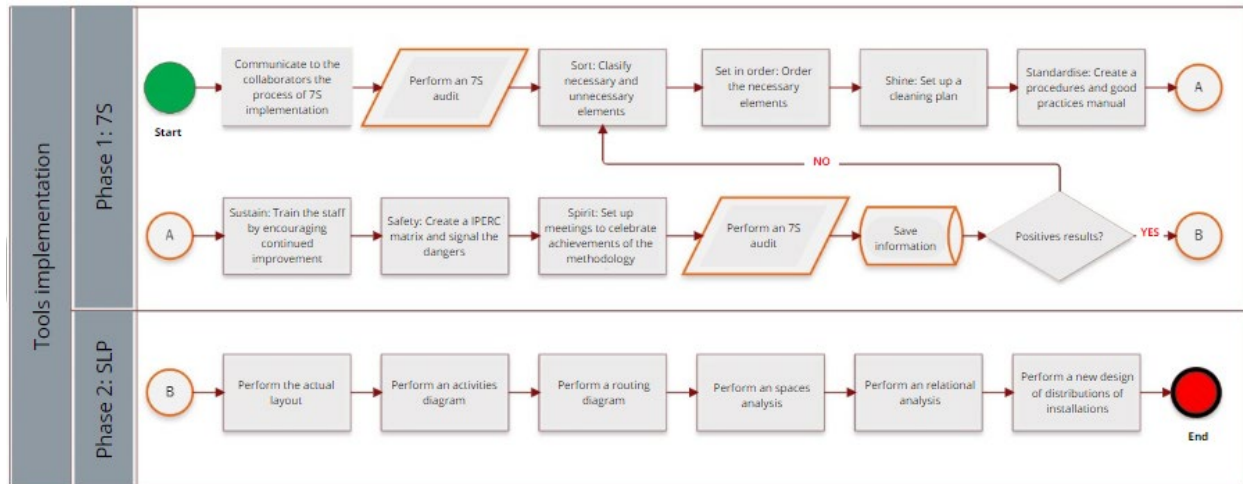 Tools implementation
Phase 1: 7S
Start
Communicate to the
collaborators the
process of 7S
implementation
Perform an 7S
audit
Sort: Clasify
necessary and
unnecessary
elements
Set in order: Order
the necessary
elements
Shine: Set up a
cleaning plan
Standardise: Create a
procedures and good
practices manual
A
NO
A
Sustain: Train the staff
by encouraging
continued
improvement
Safety: Create a IPERC
matrix and signal the
dangers
Spirit: Set up
meetings to celebrate
achievements of the
methodology
Perform an 7S
audit
Save
information
Positives results?
YES
B
Phase 2: SLP
B
Perform the actual
layout
Perform an activities
diagram
Perform a routing
diagram
Perform an spaces
analysis
Perform an relational
analysis
Perform a new design
of distributions of
installations
End